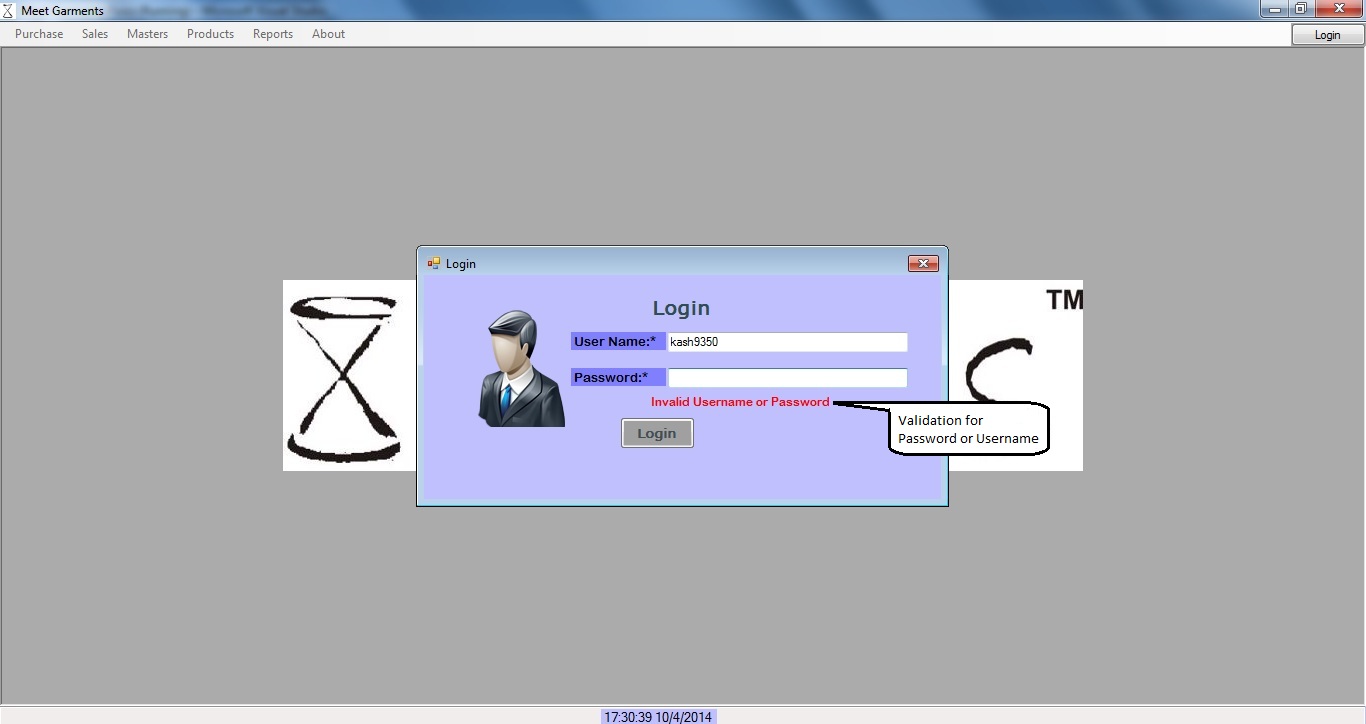 Meet Garments
Purchase Sales Masters Products Reports About
Login
Login
TM
Login
User Name:* kash9350
Password:*
Invalid Username or Password
Validation for
Password or Username
Login
17:30:39 10/4/2014